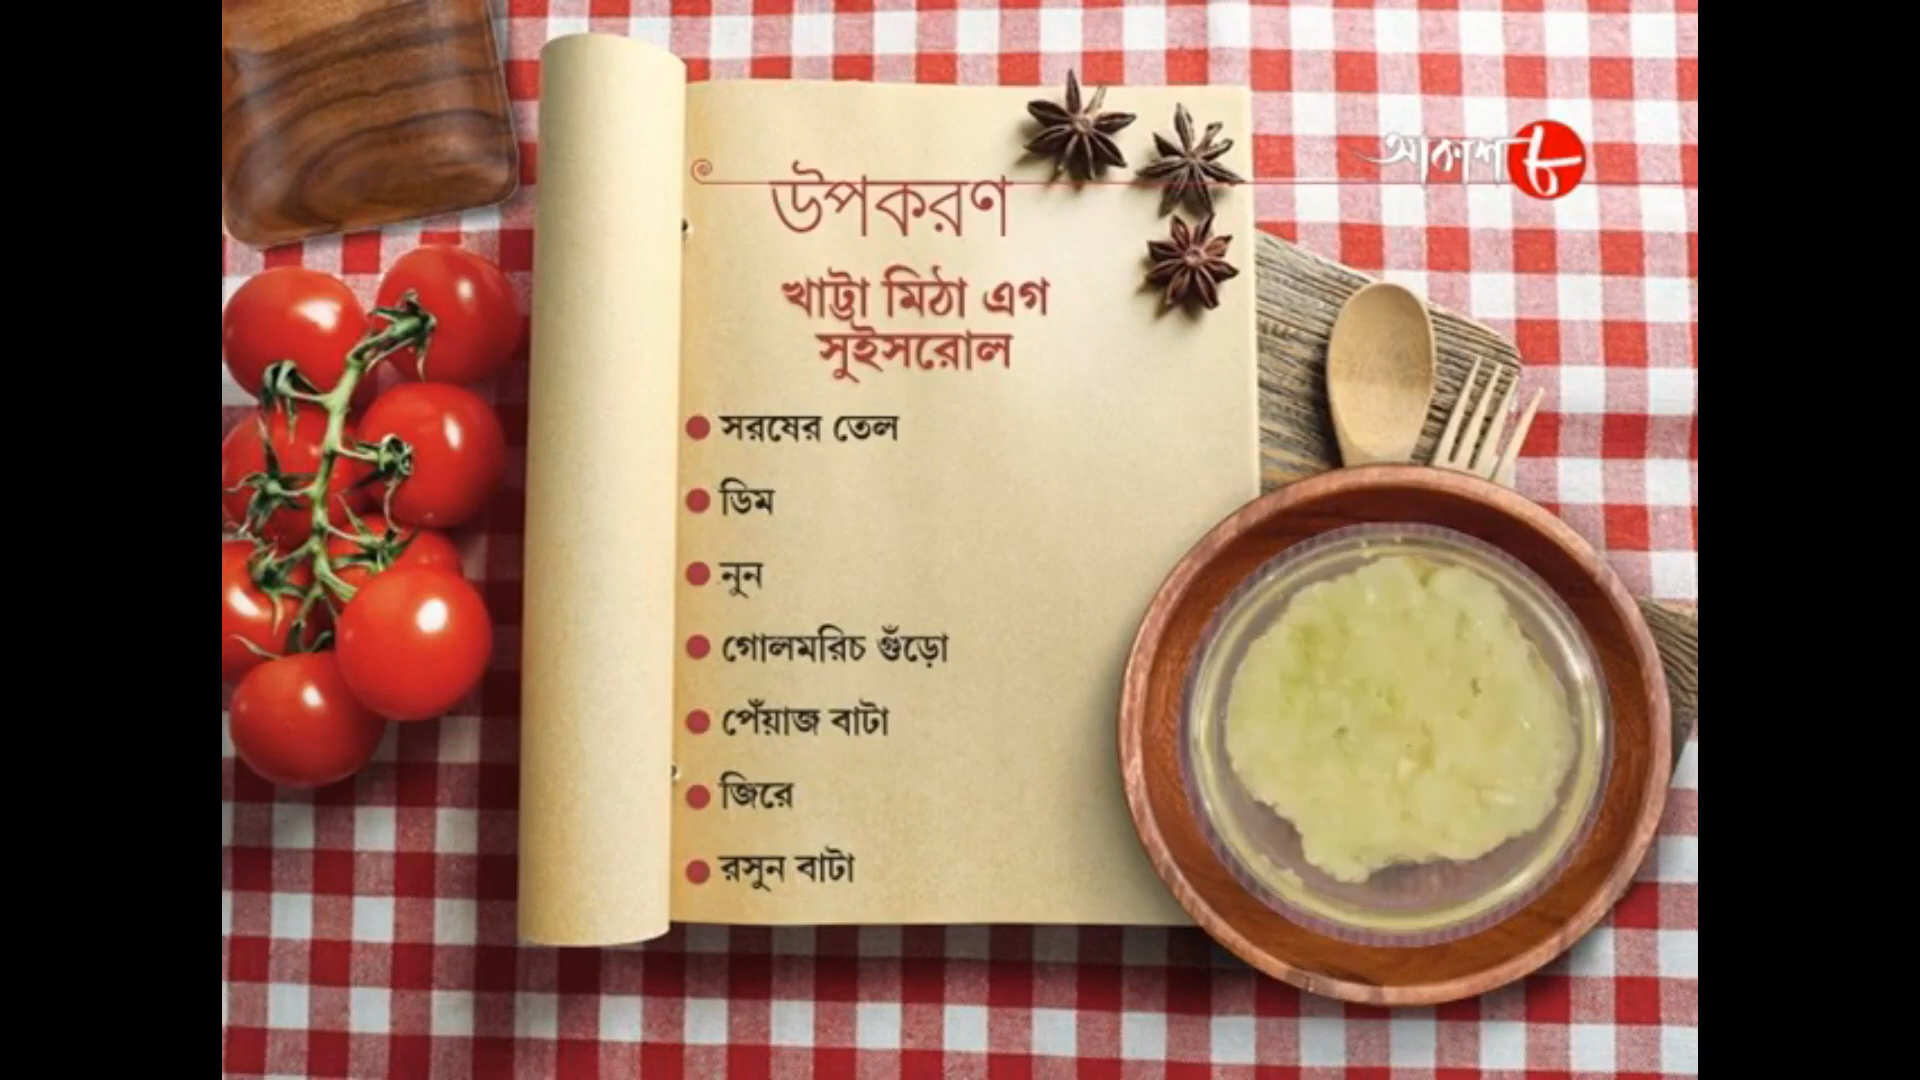 আকাশ ৮
উপকরণ
খাট্টা মিঠা এগ
সুইসরোল
সরষের তেল
ডিম
নুন
গোলমরিচ গুঁড়ো
পেঁয়াজ বাটা
জিরে
রসুন বাটা